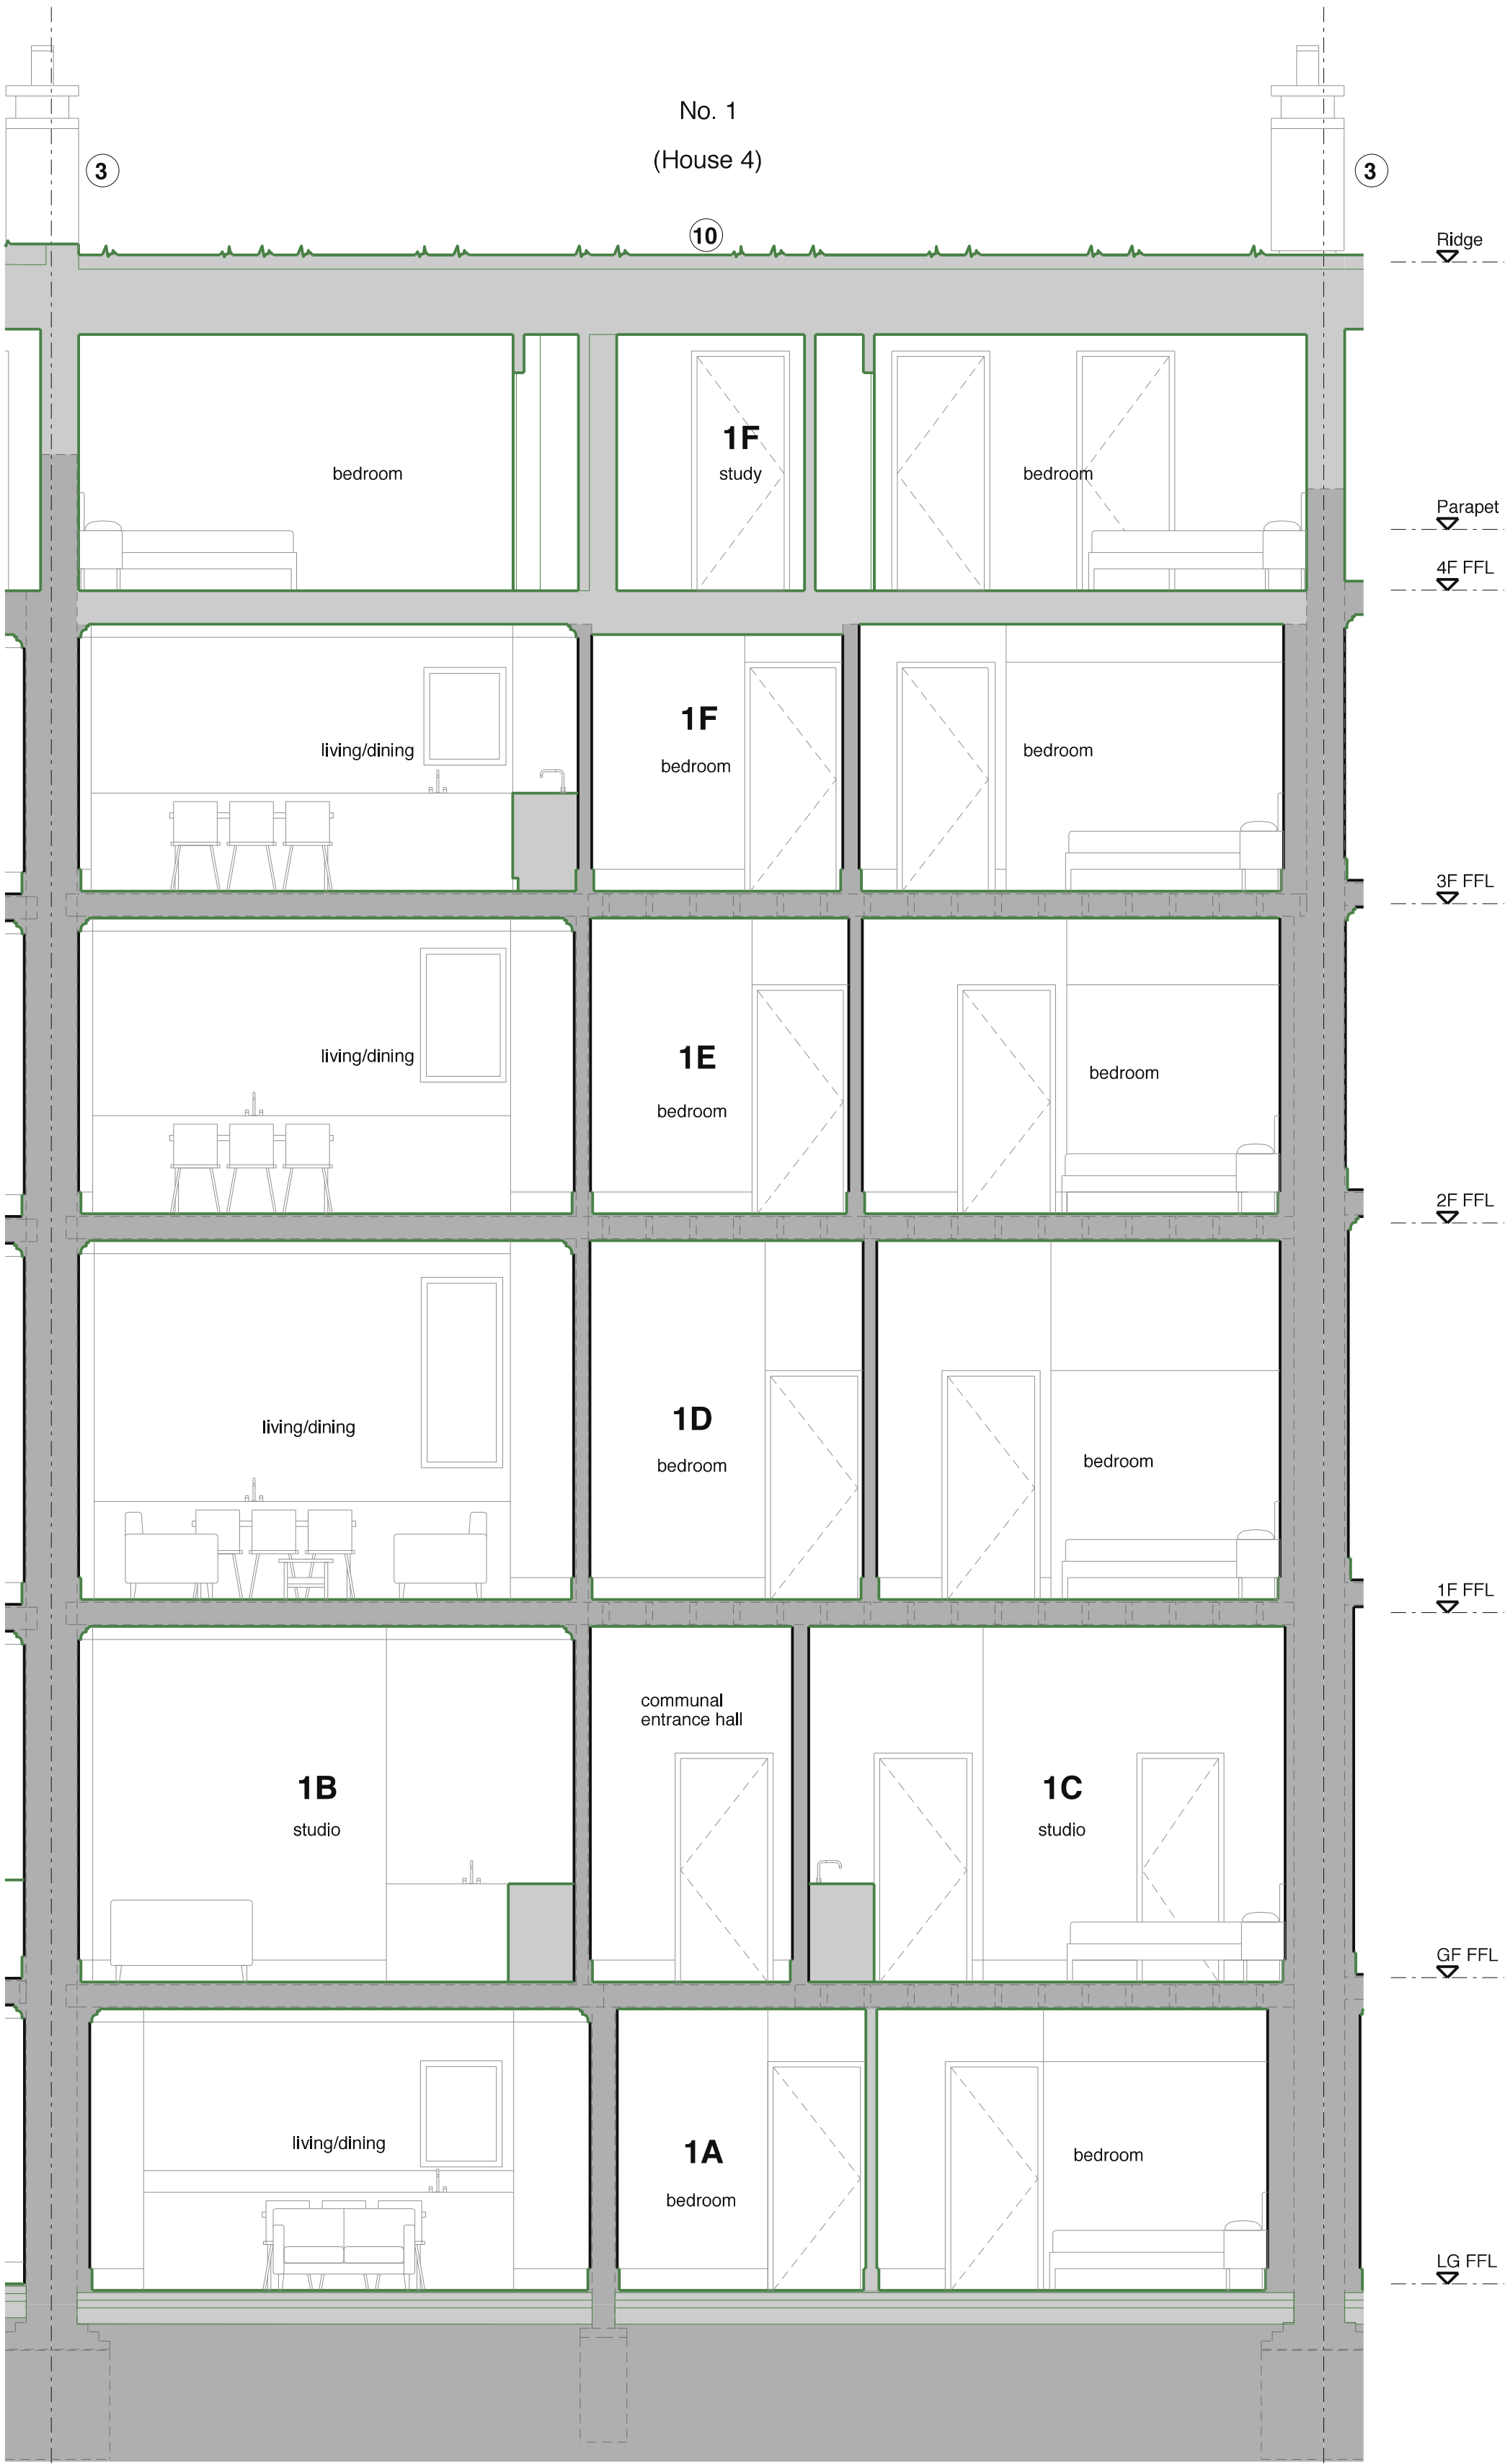 No. 1
(House 4)
3
3
10
Ridge
1F
bedroom
study
bedroom
Parapet
4F FFL
1F
living/dining
bedroom
bedroom
3F FFL
1E
living/dining
bedroom
bedroom
2F FFL
1D
living/dining
bedroom
bedroom
1F FFL
communal
entrance hall
1B
studio
1C
studio
GF FFL
living/dining
1A
bedroom
bedroom
LG FFL